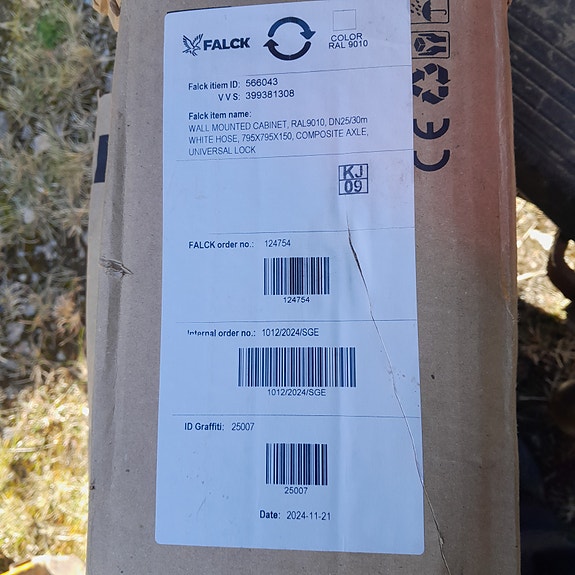 FALCK
COLOR
RAL 9010
Falck itiem ID: 566043
VVS: 399381308
Falck item name:
WALL MOUNTED CABINET, RAL9010, DN25/30m
WHITE HOSE, 795X795X150, COMPOSITE AXLE,
UNIVERSAL LOCK
KJ
09
FALCK order no.: 124754
124754
Internal order no.: 1012/2024/SGE
1012/2024/SGE
ID Graffiti: 25007
25007
Date: 2024-11-21
CE